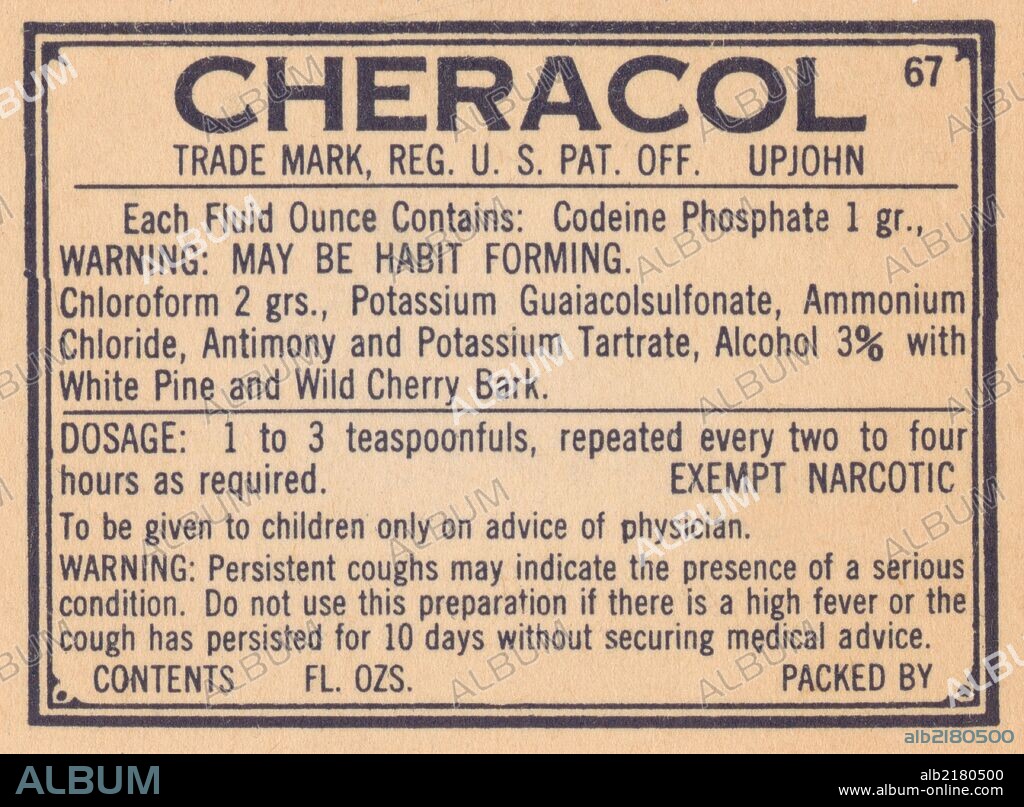 CHERACOL 67
TRADE MARK, REG. U. S. PAT. OFF. UPJOHN
Each Fluid Ounce Contains: Codeine Phosphate 1 gr.,
WARNING: MAY BE HABIT FORMING.
Chloroform 2 grs., Potassium Guaiacolsulfonate, Ammonium
Chloride, Antimony and Potassium Tartrate, Alcohol 3% with
White Pine and Wild Cherry Bark.
DOSAGE: 1 to 3 teaspoonfuls, repeated every two to four
hours as required. EXEMPT NARCOTIC
To be given to children only on advice of physician.
WARNING: Persistent coughs may indicate the presence of a serious
condition. Do not use this preparation if there is a high fever or the
cough has persisted for 10 days without securing medical advice.
CONTENTS FL. OZS. PACKED BY
alb2180500
ALBUM
alb2180500
www.album-online.com